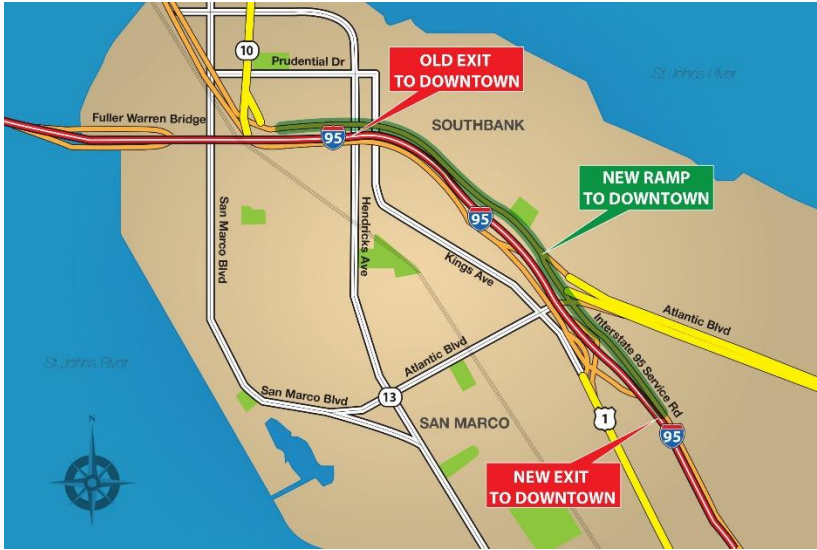 10
Prudential Dr
OLD EXIT
TO DOWNTOWN
St Johns River
Fuller Warren Bridge
95
SOUTHBANK
NEW RAMP
TO DOWNTOWN
95
San Marco Blvd
Hendricks Ave
Kings Ave
Atlantic Blvd
Interstate 95 Service Rd
St Johns River
Atlantic Blvd
San Marco Blvd
13
SAN MARCO
1
95
N
NEW EXIT
TO DOWNTOWN